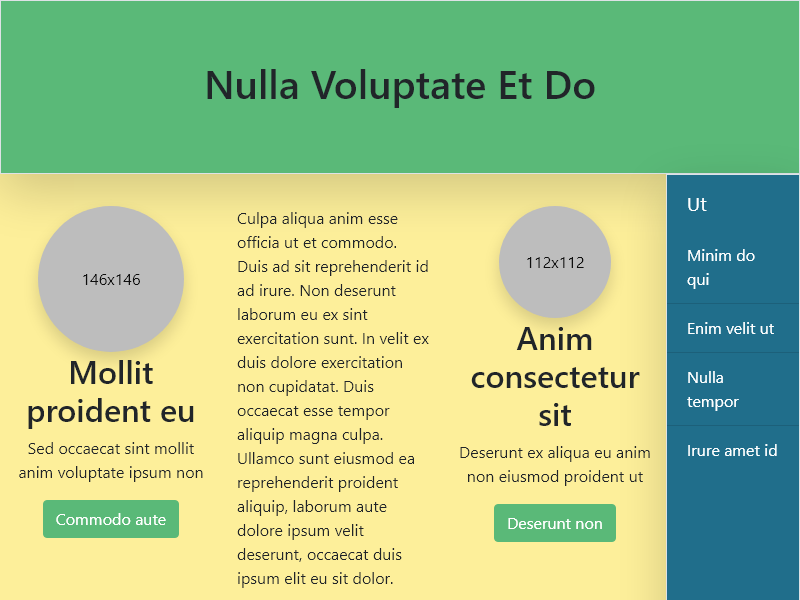 Nulla Voluptate Et Do
146x146
Mollit
proident eu
Sed occaecat sint mollit
anim voluptate ipsum non
Commodo aute
Culpa aliqua anim esse
officia ut et commodo.
Duis ad sit reprehenderit id
ad irure. Non deserunt
laborum eu ex sint
exercitation sunt. In velit ex
duis dolore exercitation
non cupidatat. Duis
occaecat esse tempor
aliquip magna culpa.
Ullamco sunt eiusmod ea
reprehenderit proident
aliquip, laborum aute
dolore ipsum velit
deserunt, occaecat duis
ipsum elit eu sit dolor.
112x112
Anim
consectetur
sit
Deserunt ex aliqua eu anim
non eiusmod proident ut
Deserunt non
Ut
Minim do
qui
Enim velit ut
Nulla
tempor
Irure amet id